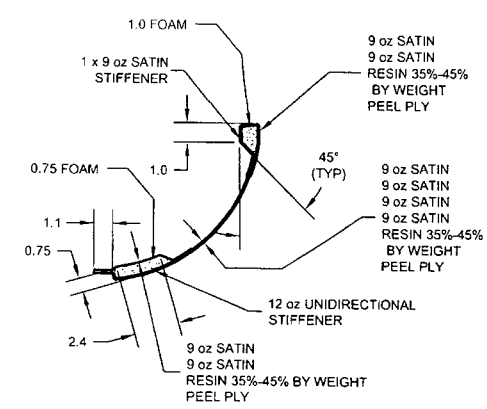 1.0 FOAM
1 x 9 oz SATIN
STIFFENER
9 oz SATIN
9 oz SATIN
RESIN 35%-45%
BY WEIGHT
PEEL PLY
1.0
45°
(TYP)
0.75 FOAM
9 oz SATIN
9 oz SATIN
9 oz SATIN
9 oz SATIN
RESIN 35%-45%
BY WEIGHT
PEEL PLY
1.1
0.75
12 oz UNIDIRECTIONAL
STIFFENER
2.4
9 oz SATIN
9 oz SATIN
RESIN 35%-45% BY WEIGHT
PEEL PLY